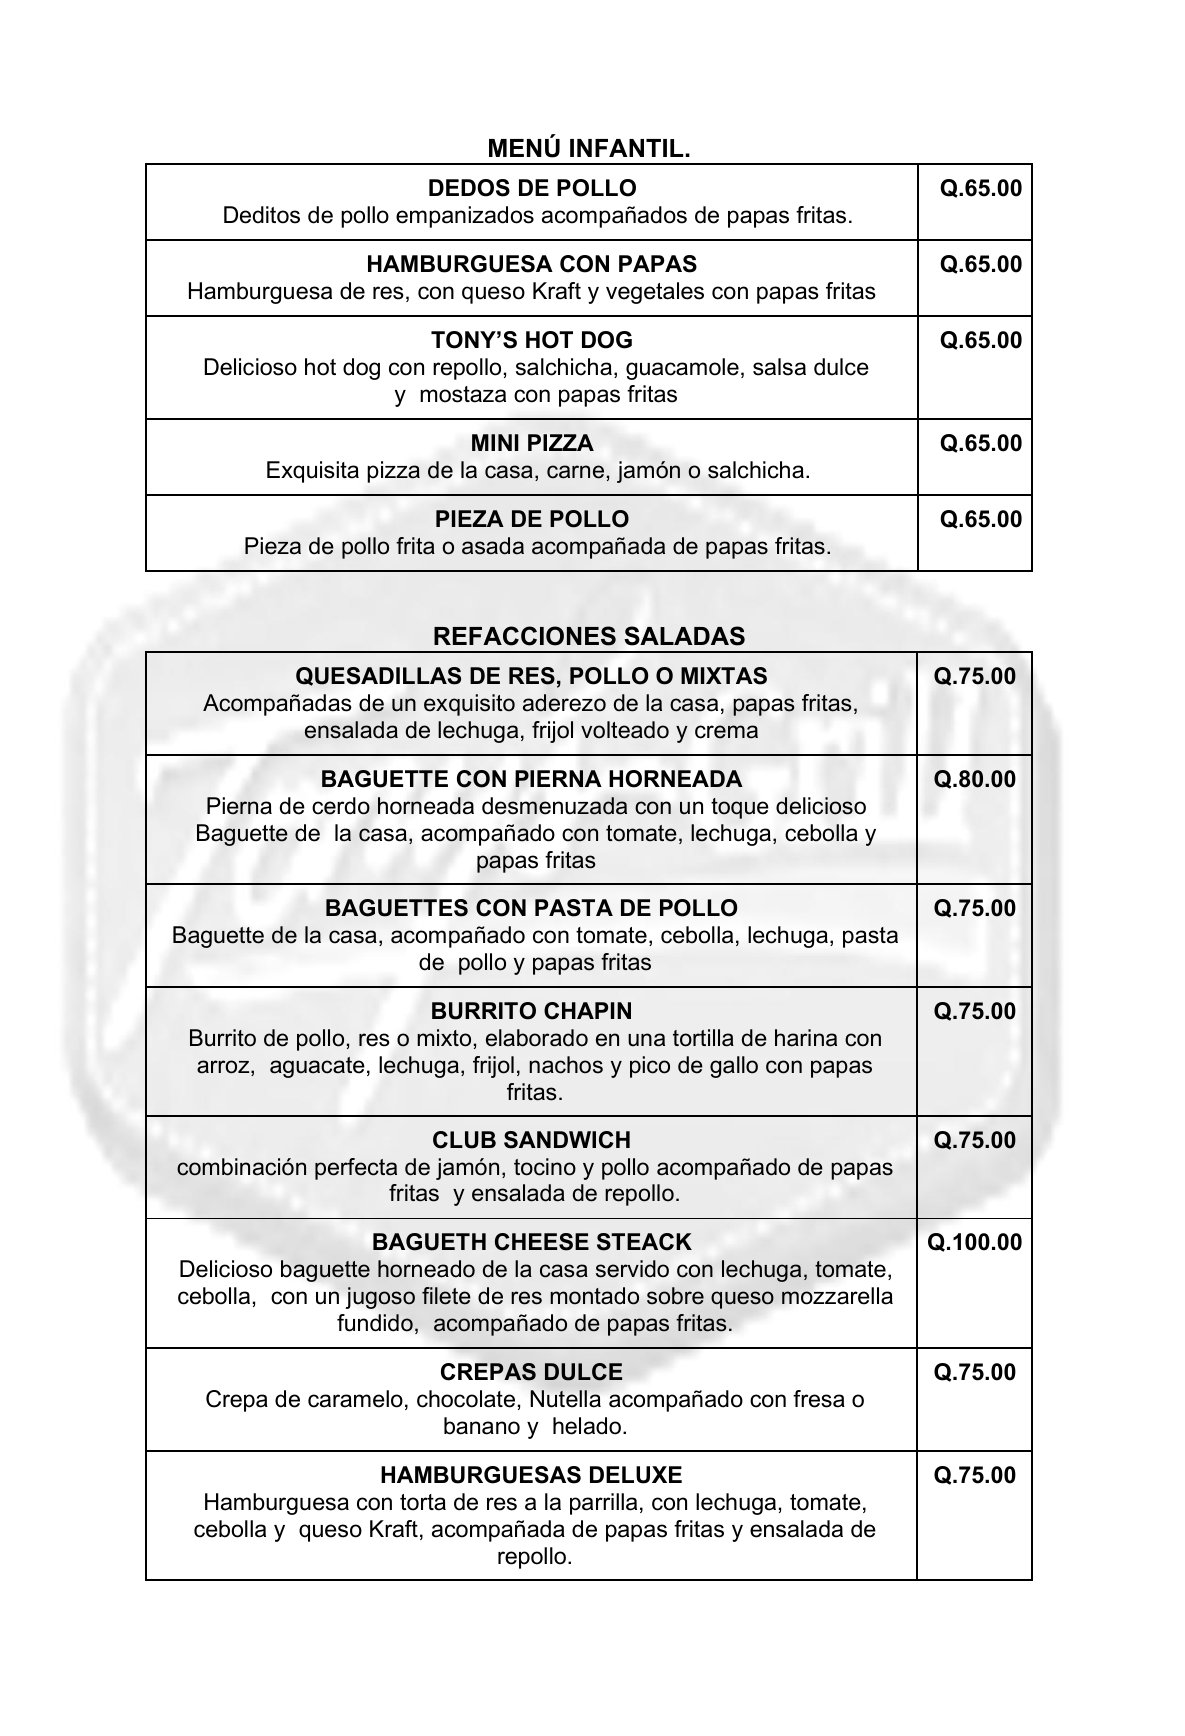 MENÚ INFANTIL.
DEDOS DE POLLO Q.65.00
Deditos de pollo empanizados acompañados de papas fritas.
HAMBURGUESA CON PAPAS Q.65.00
Hamburguesa de res, con queso Kraft y vegetales con papas fritas
TONY’S HOT DOG Q.65.00
Delicioso hot dog con repollo, salchicha, guacamole, salsa dulce
y mostaza con papas fritas
MINI PIZZA Q.65.00
Exquisita pizza de la casa, carne, jamón o salchicha.
PIEZA DE POLLO Q.65.00
Pieza de pollo frita o asada acompañada de papas fritas.
REFACCIONES SALADAS
QUESADILLAS DE RES, POLLO O MIXTAS Q.75.00
Acompañadas de un exquisito aderezo de la casa, papas fritas,
ensalada de lechuga, frijol volteado y crema
BAGUETTE CON PIERNA HORNEADA Q.80.00
Pierna de cerdo horneada desmenuzada con un toque delicioso
Baguette de la casa, acompañado con tomate, lechuga, cebolla y
papas fritas
BAGUETTES CON PASTA DE POLLO Q.75.00
Baguette de la casa, acompañado con tomate, cebolla, lechuga, pasta
de pollo y papas fritas
BURRITO CHAPIN Q.75.00
Burrito de pollo, res o mixto, elaborado en una tortilla de harina con
arroz, aguacate, lechuga, frijol, nachos y pico de gallo con papas
fritas.
CLUB SANDWICH Q.75.00
combinación perfecta de jamón, tocino y pollo acompañado de papas
fritas y ensalada de repollo.
BAGUETH CHEESE STEACK Q.100.00
Delicioso baguette horneado de la casa servido con lechuga, tomate,
cebolla, con un jugoso filete de res montado sobre queso mozzarella
fundido, acompañado de papas fritas.
CREPAS DULCE Q.75.00
Crepa de caramelo, chocolate, Nutella acompañado con fresa o
banano y helado.
HAMBURGUESAS DELUXE Q.75.00
Hamburguesa con torta de res a la parrilla, con lechuga, tomate,
cebolla y queso Kraft, acompañada de papas fritas y ensalada de
repollo.